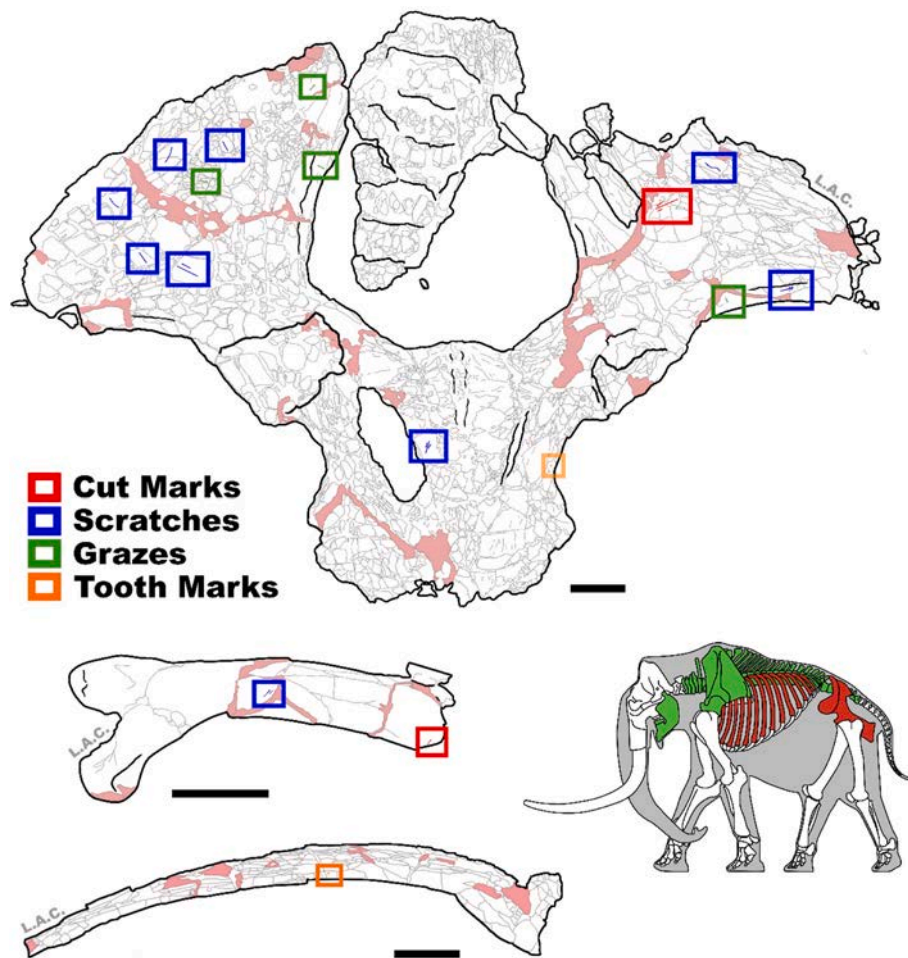 L.A.C.
Cut Marks
Scratches
Grazes
Tooth Marks
L.A.C.
L.A.C.